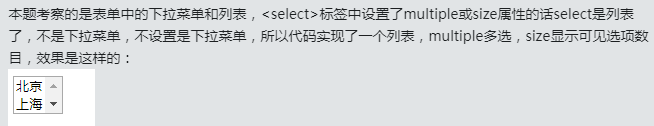 本题考察的是表单中的下拉菜单和列表，<select>标签中设置了multiple或size属性的话select是列表
了，不是下拉菜单，不设置是下拉菜单，所以代码实现了一个列表，multiple多选，size显示可见选项数
目，效果是这样的：
北京
上海